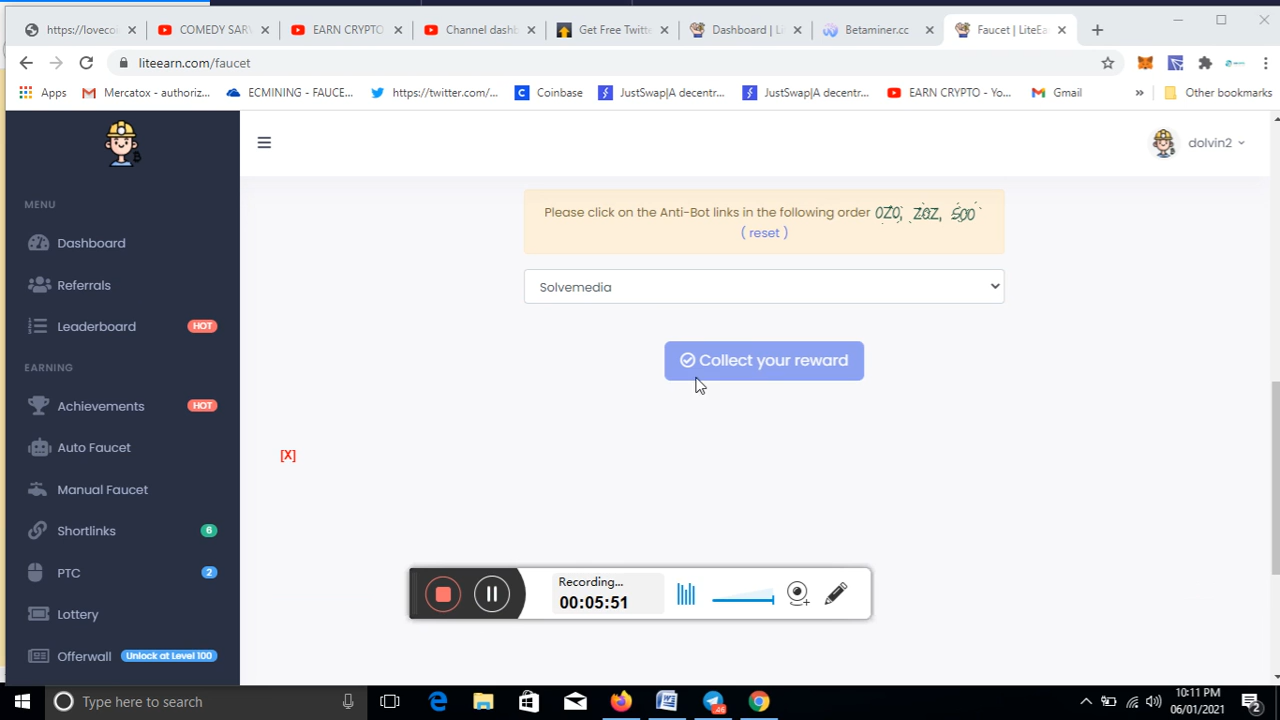 https://loveco
COMEDY SAR
EARN CRYPTO
Channel dash
Get Free Twitt
Dashboard | Li
Betaminer.cc
Faucet | LiteEa
liteearn.com/faucet
Apps
Mercatox - authoriz...
ECMINING - FAUCE...
https://twitter.com/...
Coinbase
JustSwap|A decentr...
JustSwap|A decentr...
EARN CRYPTO - Yo...
Gmail
»
Other bookmarks
dolvin2
MENU
Dashboard
Referrals
Leaderboard HOT
EARNING
Achievements HOT
Auto Faucet
Manual Faucet
Shortlinks 6
PTC 2
Lottery
Offerwall Unlock at Level 100
Please click on the Anti-Bot links in the following order
( reset )
Solvemedia
Collect your reward
[X]
Recording...
00:05:51
Type here to search
46
10:11 PM
06/01/2021
2